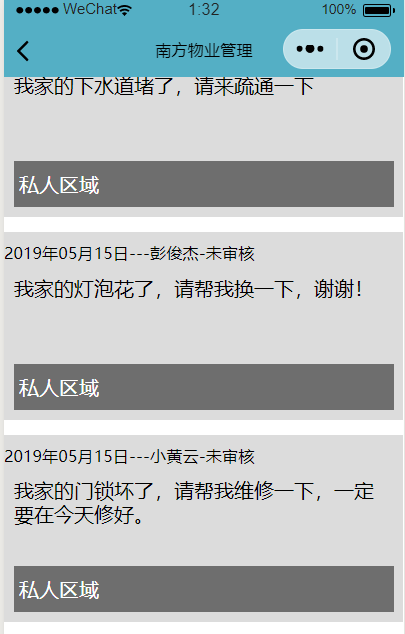 WeChat
1:32
100%
南方物业管理
我家的下水道堵了，请来疏通一下
私人区域
2019年05月15日---彭俊杰-未审核
我家的灯泡花了，请帮我换一下，谢谢！
私人区域
2019年05月15日---小黄云-未审核
我家的门锁坏了，请帮我维修一下，一定
要在今天修好。
私人区域